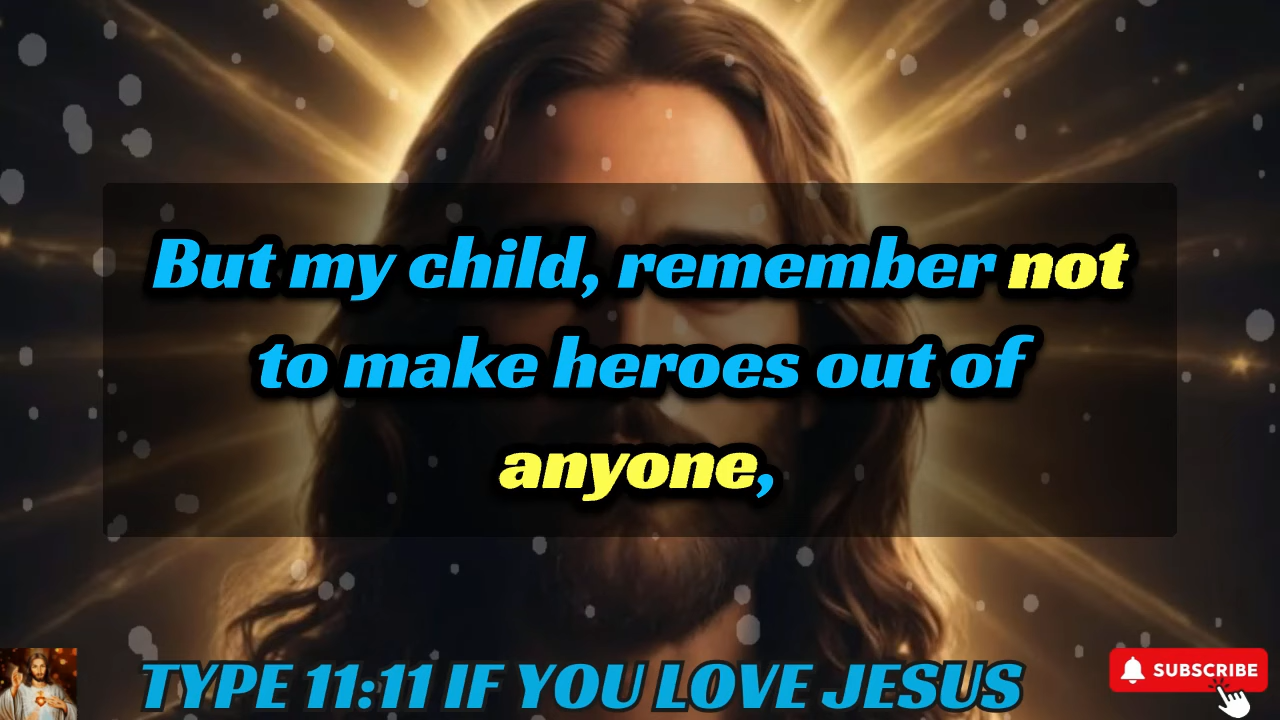 But my child, remember not
to make heroes out of
anyone,
TYPE 11:11 IF YOU LOVE JESUS
SUBSCRIBE